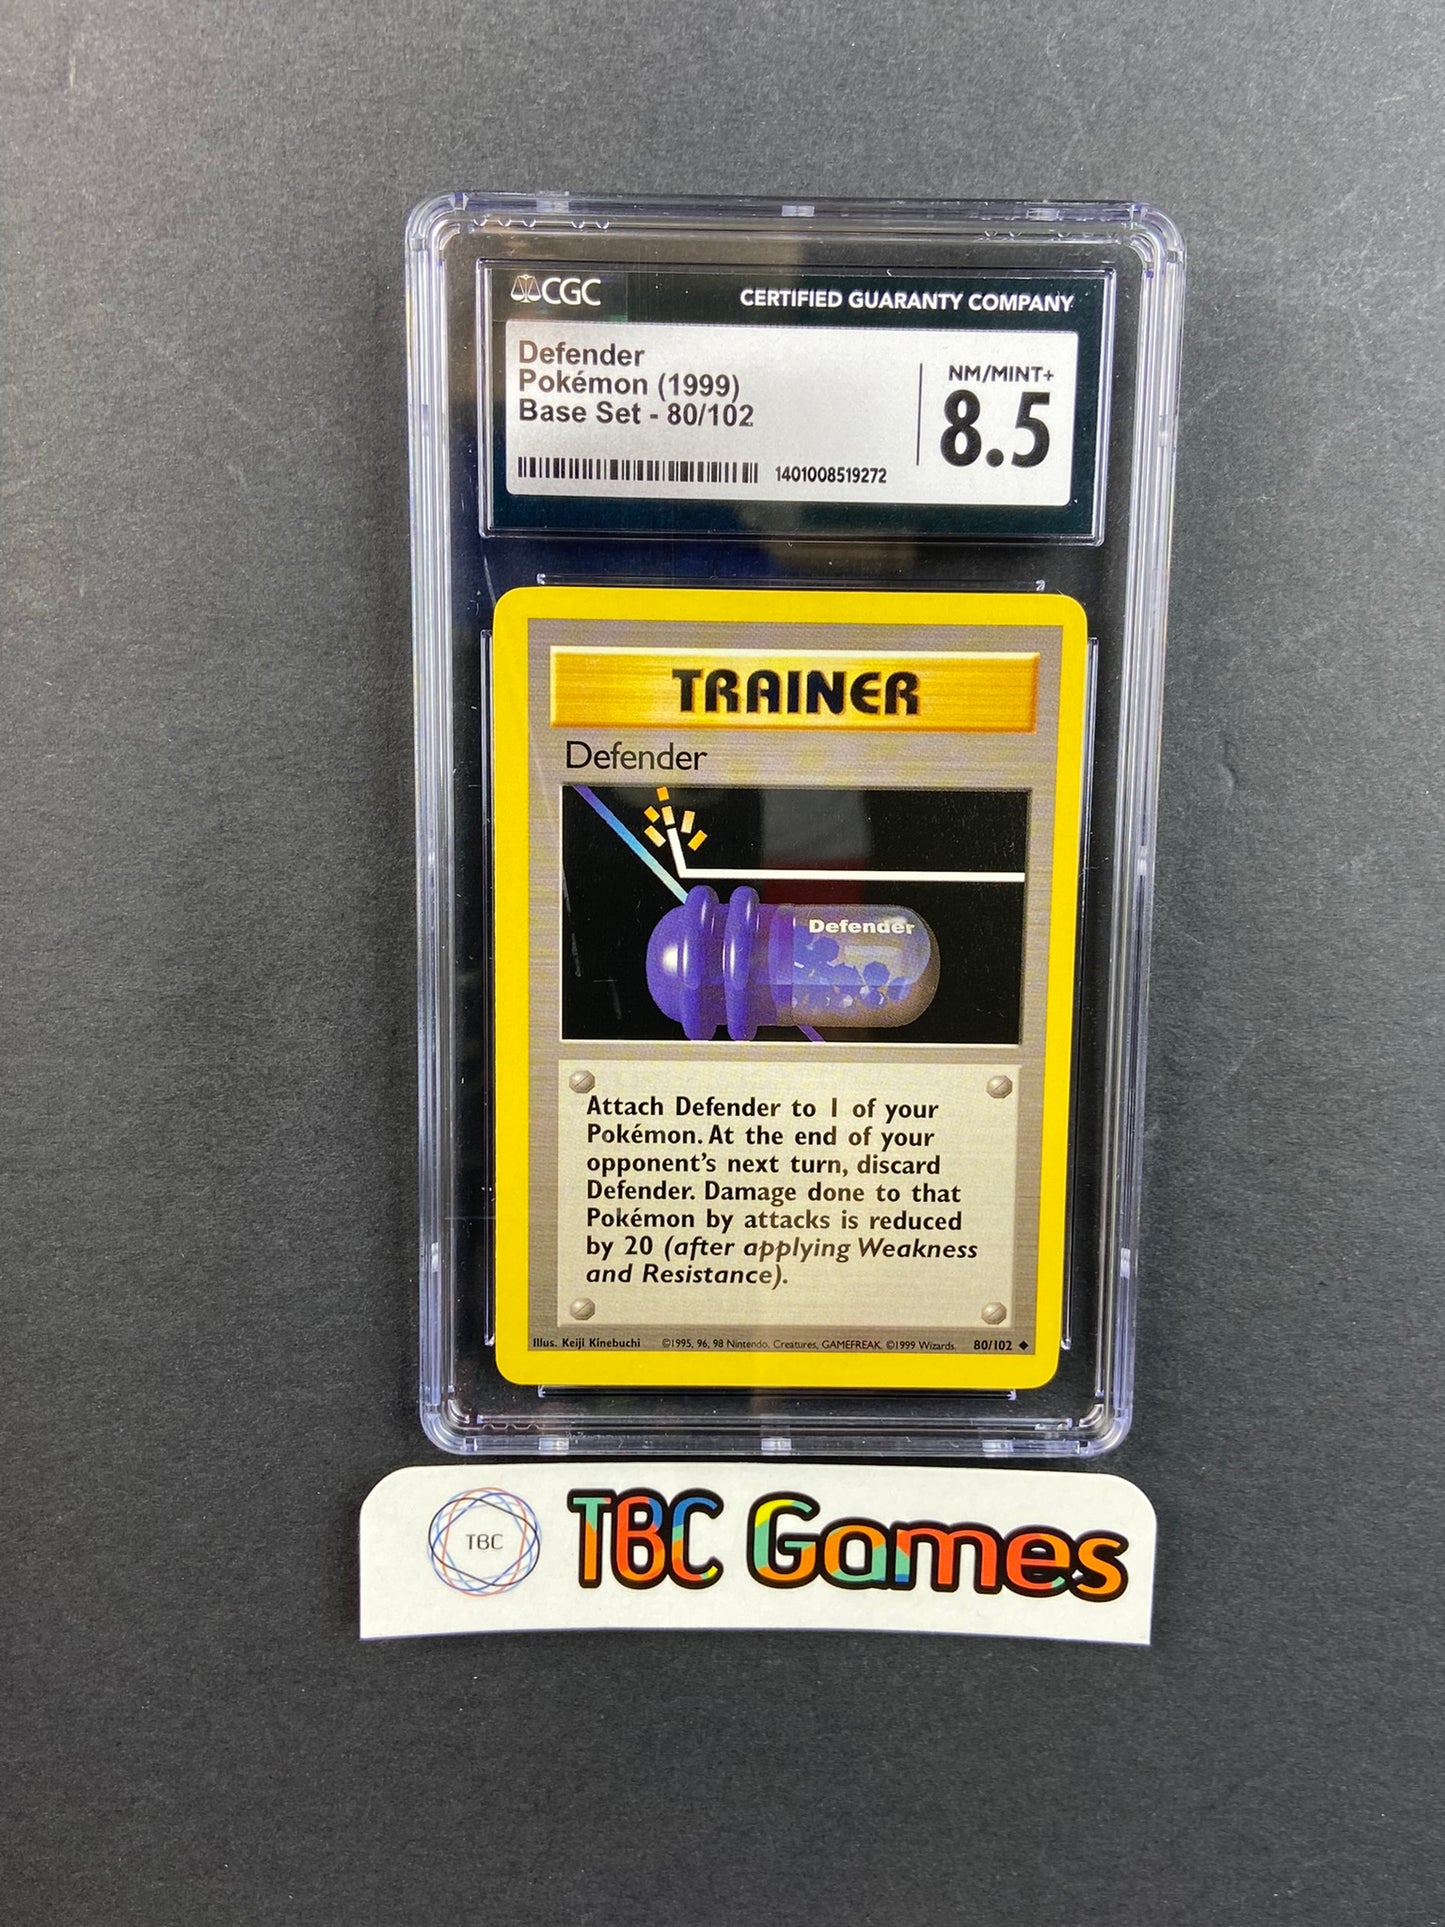 CGC
CERTIFIED GUARANTY COMPANY
Defender
Pokémon (1999)
Base Set - 80/102
1401008519272
NM/MINT+
8.5
TRAINER
Defender
Defender
Attach Defender to 1 of your
Pokémon. At the end of your
opponent's next turn, discard
Defender. Damage done to that
Pokémon by attacks is reduced
by 20 (after applying Weakness
and Resistance).
Illus. Keiji Kinebuchi ©1995, 96, 98 Nintendo, Creatures, GAMEFREAK. ©1999 Wizards. 80/102
TBC
TBC Games